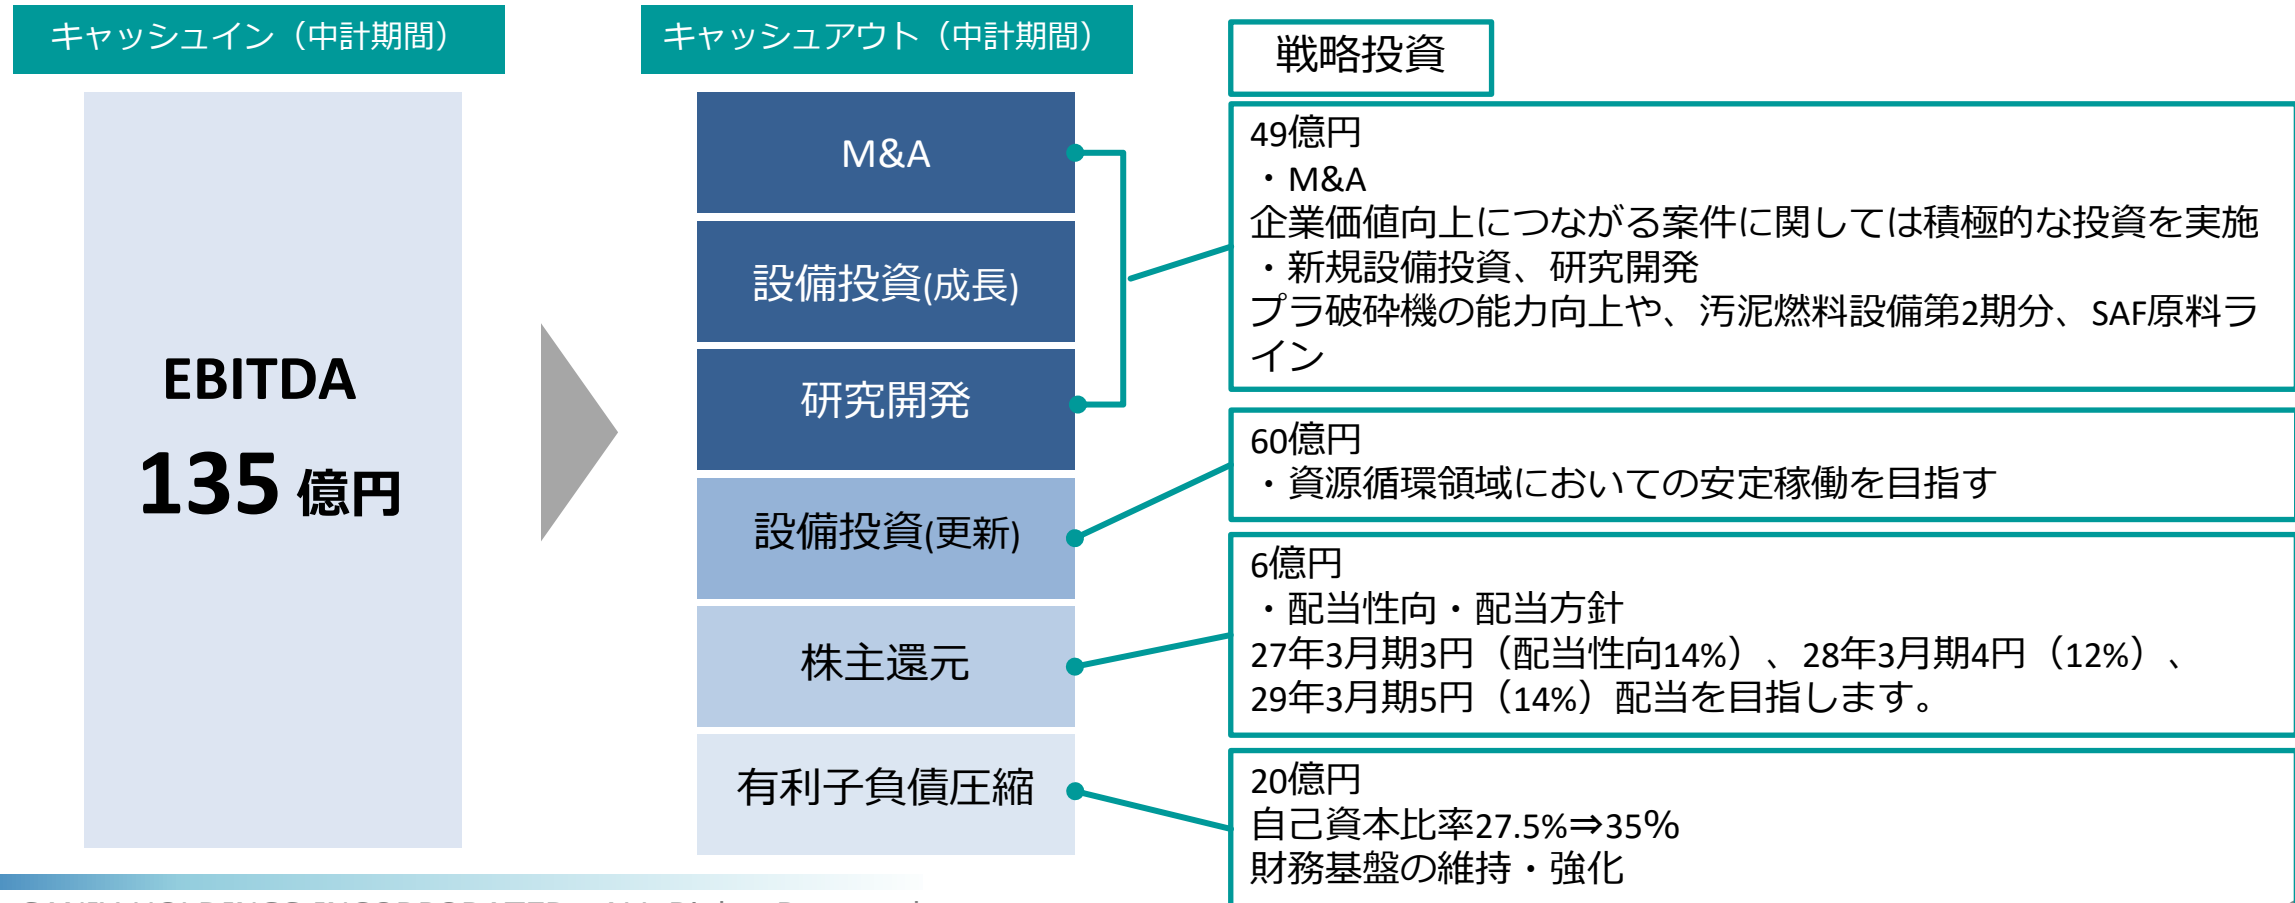 キャッシュイン（中計期間）
EBITDA
135 億円
キャッシュアウト（中計期間）
M&A
設備投資(成長)
研究開発
設備投資(更新)
株主還元
有利子負債圧縮
戦略投資
49億円
・M&A
企業価値向上につながる案件に関しては積極的な投資を実施
・新規設備投資、研究開発
プラ破砕機の能力向上や、汚泥燃料設備第2期分、SAF原料ラ
イン
60億円
・資源循環領域においての安定稼働を目指す
6億円
・配当性向・配当方針
27年3月期3円（配当性向14%）、28年3月期4円（12%）、
29年3月期5円（14%）配当を目指します。
20億円
自己資本比率27.5%⇒35%
財務基盤の維持・強化